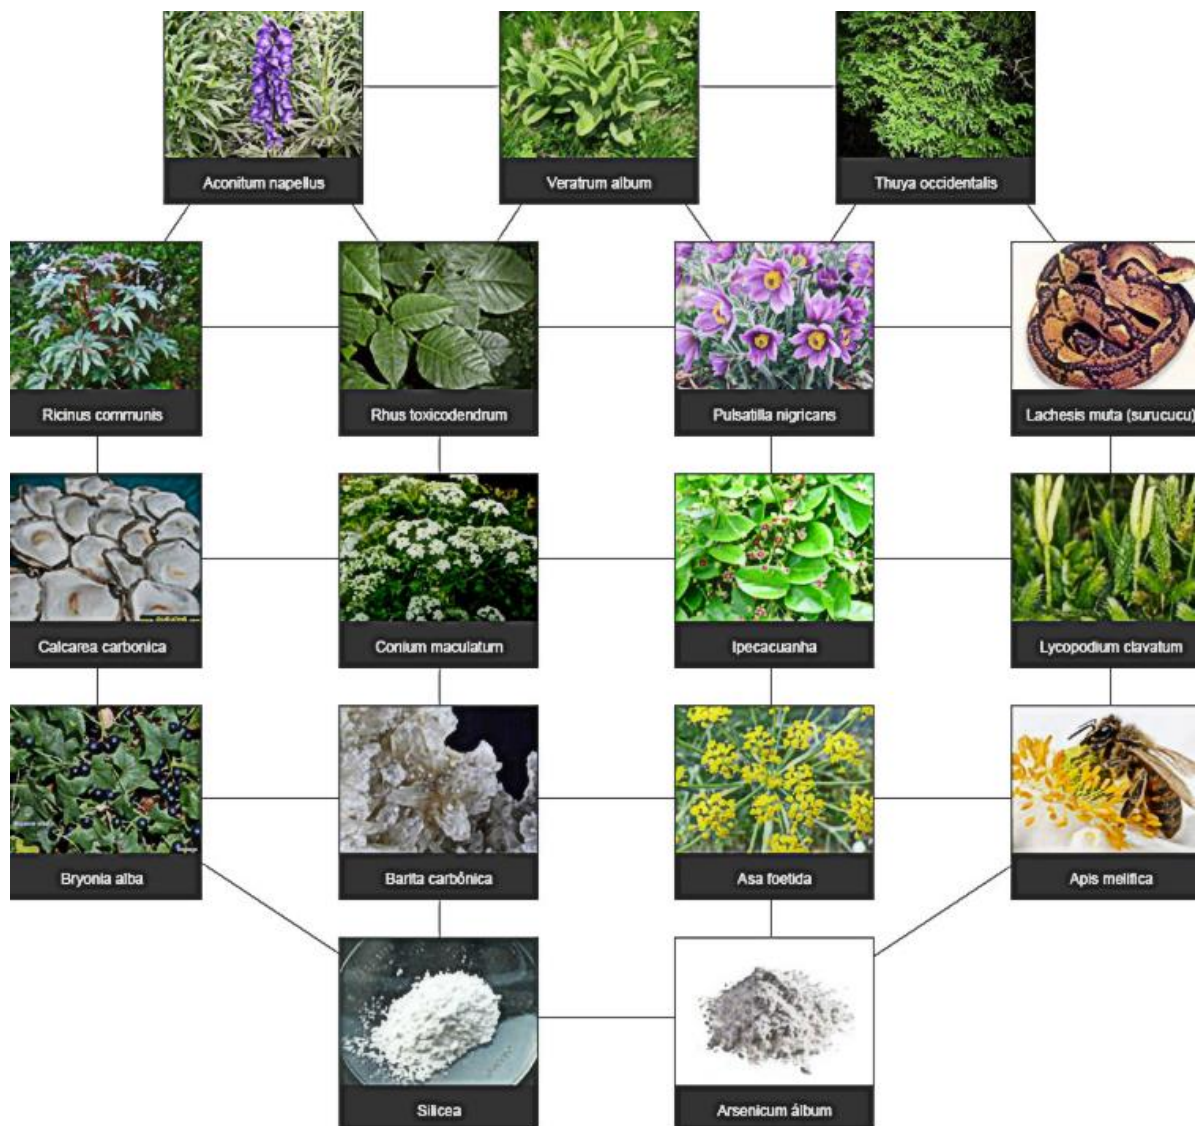 Aconitum napellus
Veratrum album
Thuya occidentalis
Ricinus communis
Rhus toxicodendrum
Pulsatilla nigricans
Lachesis muta (surucucu)
Calcarea carbonica
Conium maculatum
Ipecacuanha
Lycopodium clavatum
Bryonia alba
Barita carbônica
Asa foetida
Apis melifica
Silicea
Arsenicum álbum